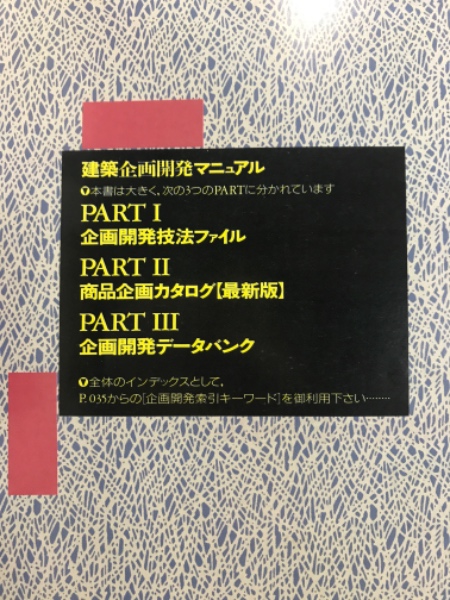 建築企画開発マニュアル
▼本書は大きく、次の3つのPARTに分かれています
PART I
企画開発技法ファイル
PART II
商品企画カタログ【最新版】
PART III
企画開発データバンク
▼全体のインデックスとして、
P.035からの[企画開発索引キーワード]を御利用下さい········